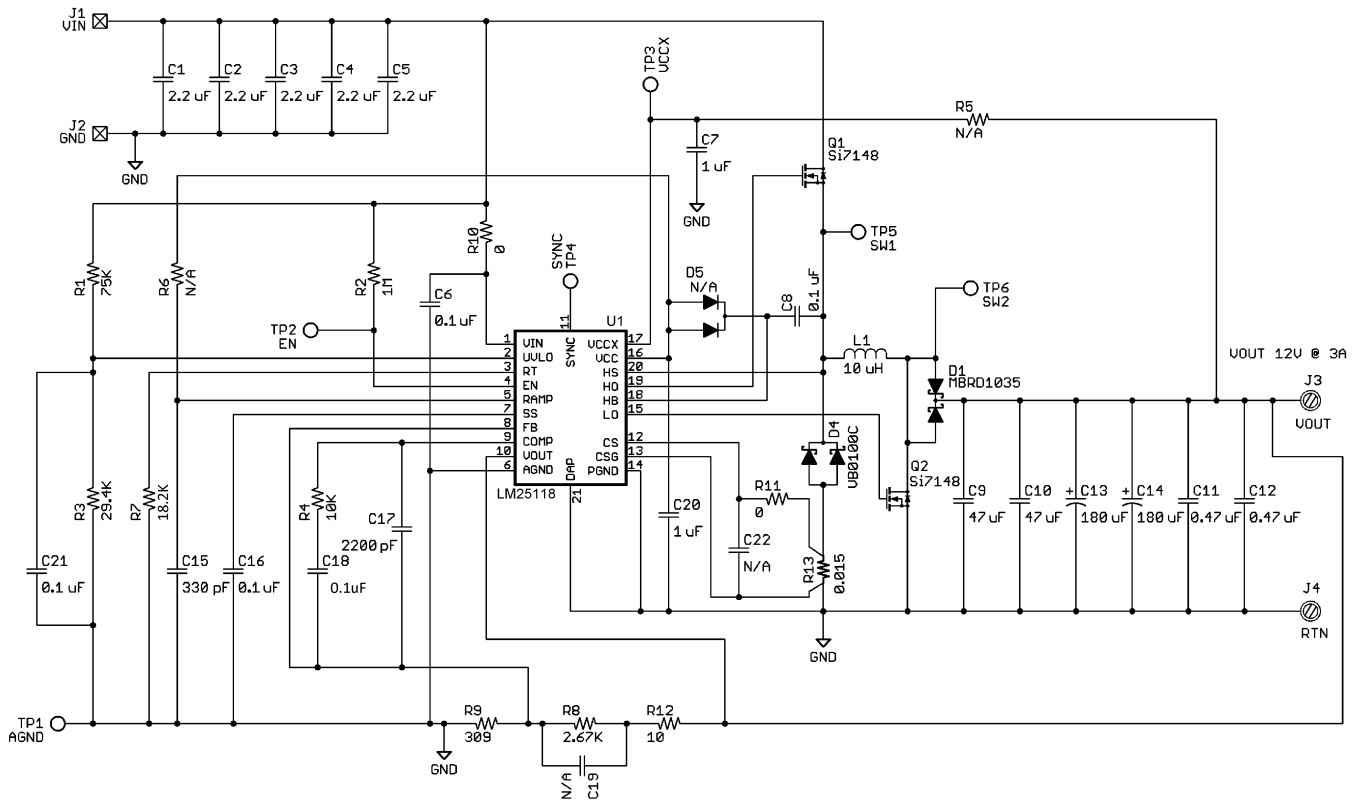 J1
VIN
C1
2.2 uF
C2
2.2 uF
C3
2.2 uF
C4
2.2 uF
C5
2.2 uF
J2
GND
GND
TP3
VCCX
R5
N/A
C7
1 uF
GND
Q1
Si7148
R10
0
SYNC
TP4
TP5
SW1
R1
75K
R6
N/A
R2
1M
C6
0.1 uF
D5
N/A
C8
0.1 uF
TP6
SW2
TP2
EN
U1
11
SYNC
1 VIN
2 UVLO
3 RT
4 EN
5 RAMP
7 SS
8 FB
9 COMP
10 VOUT
6 AGND
VCCX 17
VCC 16
HS 20
HO 19
HB 18
LO 15
CS 12
CSG 13
PGND 14
DAP
21
LM25118
L1
10 uH
D1
MBRD1035
VOUT 12V @ 3A
J3
VOUT
D4
VB0100C
Q2
Si7148
R3
29.4K
R7
18.2K
R4
10K
C17
2200 pF
C20
1 uF
R11
0
C22
N/A
R13
0.015
C9
47 uF
C10
47 uF
+
C13
180 uF
+
C14
180 uF
C11
0.47 uF
C12
0.47 uF
C21
0.1 uF
C15
330 pF
C16
0.1 uF
C18
0.1uF
J4
RTN
GND
TP1
AGND
R9
309
R8
2.67K
R12
10
GND
N/A
C19